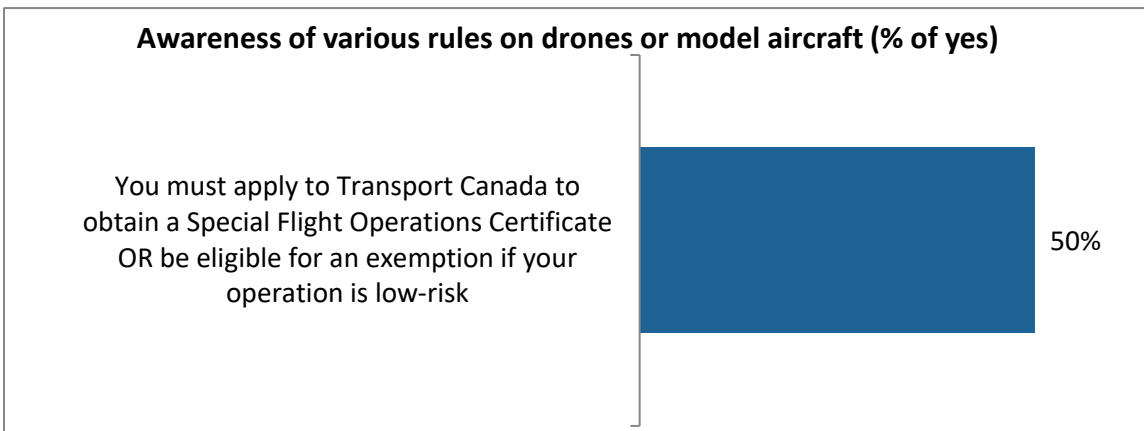 Awareness of various rules on drones or model aircraft (% of yes)
You must apply to Transport Canada to
obtain a Special Flight Operations Certificate
OR be eligible for an exemption if your
operation is low-risk
50%